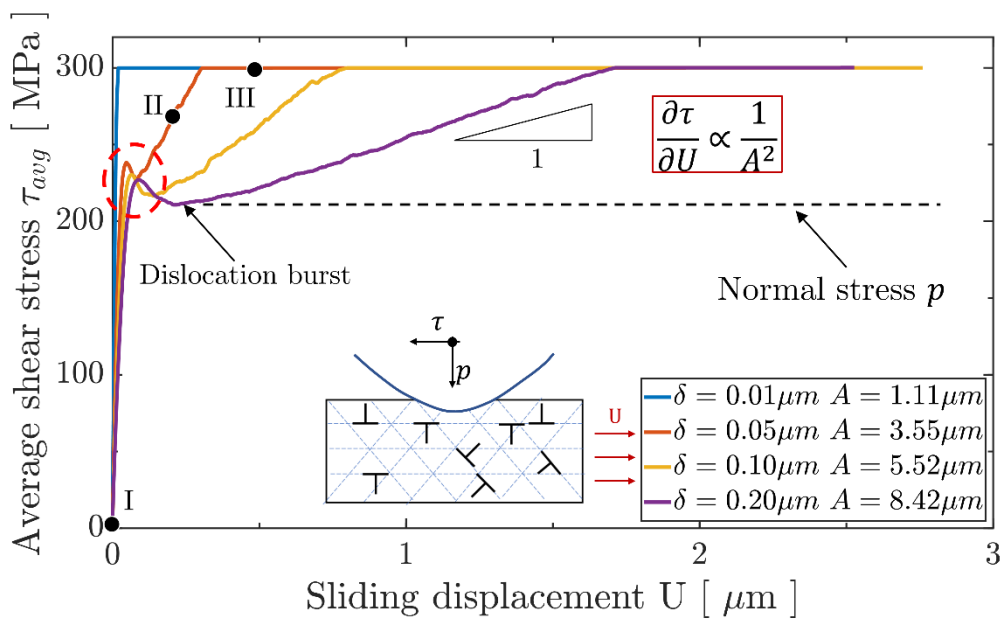 Average shear stress τ_avg [ MPa ]
300
200
100
0
II
III
I
1
∂τ/∂U ∝ 1/A²
Dislocation burst
Normal stress p
τ
p
U
δ = 0.01μm A = 1.11μm
δ = 0.05μm A = 3.55μm
δ = 0.10μm A = 5.52μm
δ = 0.20μm A = 8.42μm
0 1 2 3
Sliding displacement U [ μm ]